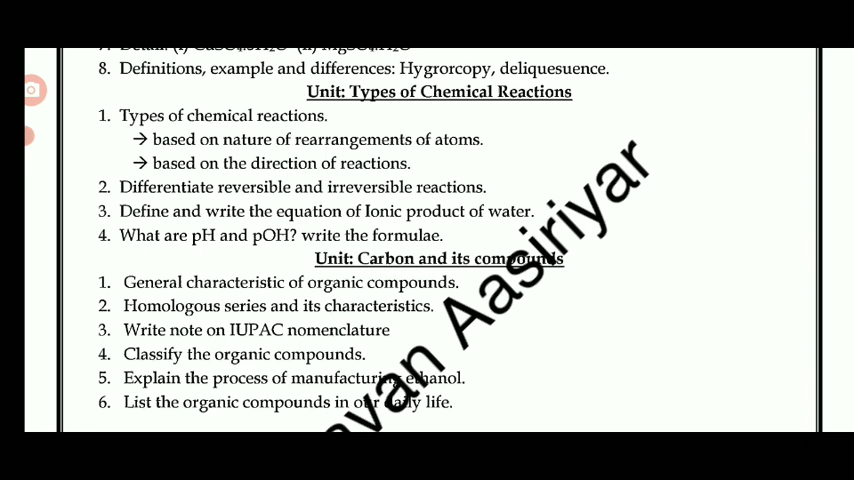 8. Definitions, example and differences: Hygrorcopy, deliquesuence.
Unit: Types of Chemical Reactions
1. Types of chemical reactions.
→ based on nature of rearrangements of atoms.
→ based on the direction of reactions.
2. Differentiate reversible and irreversible reactions.
3. Define and write the equation of Ionic product of water.
4. What are pH and pOH? write the formulae.
Unit: Carbon and its compounds
1. General characteristic of organic compounds.
2. Homologous series and its characteristics.
3. Write note on IUPAC nomenclature
4. Classify the organic compounds.
5. Explain the process of manufacturing ethanol.
6. List the organic compounds in our daily life.
Aasiriyar